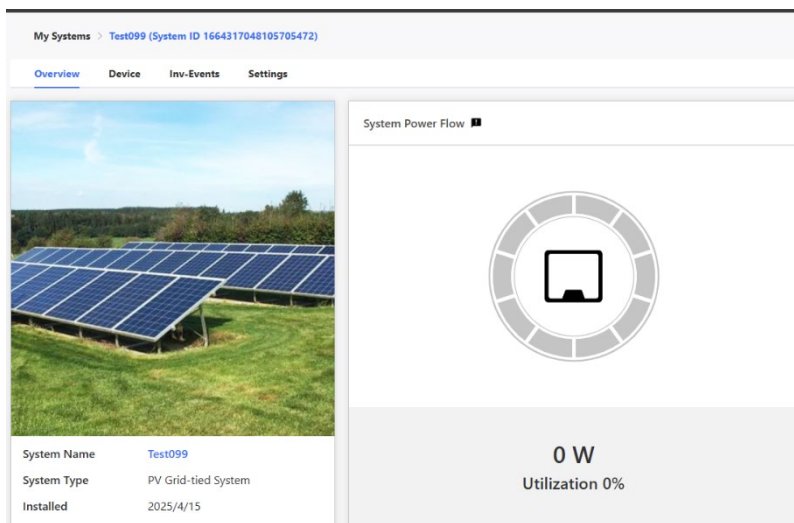 My Systems > Test099 (System ID 1664317048105705472)
Overview Device Inv-Events Settings
System Power Flow
System Name Test099
System Type PV Grid-tied System
Installed 2025/4/15
0 W
Utilization 0%